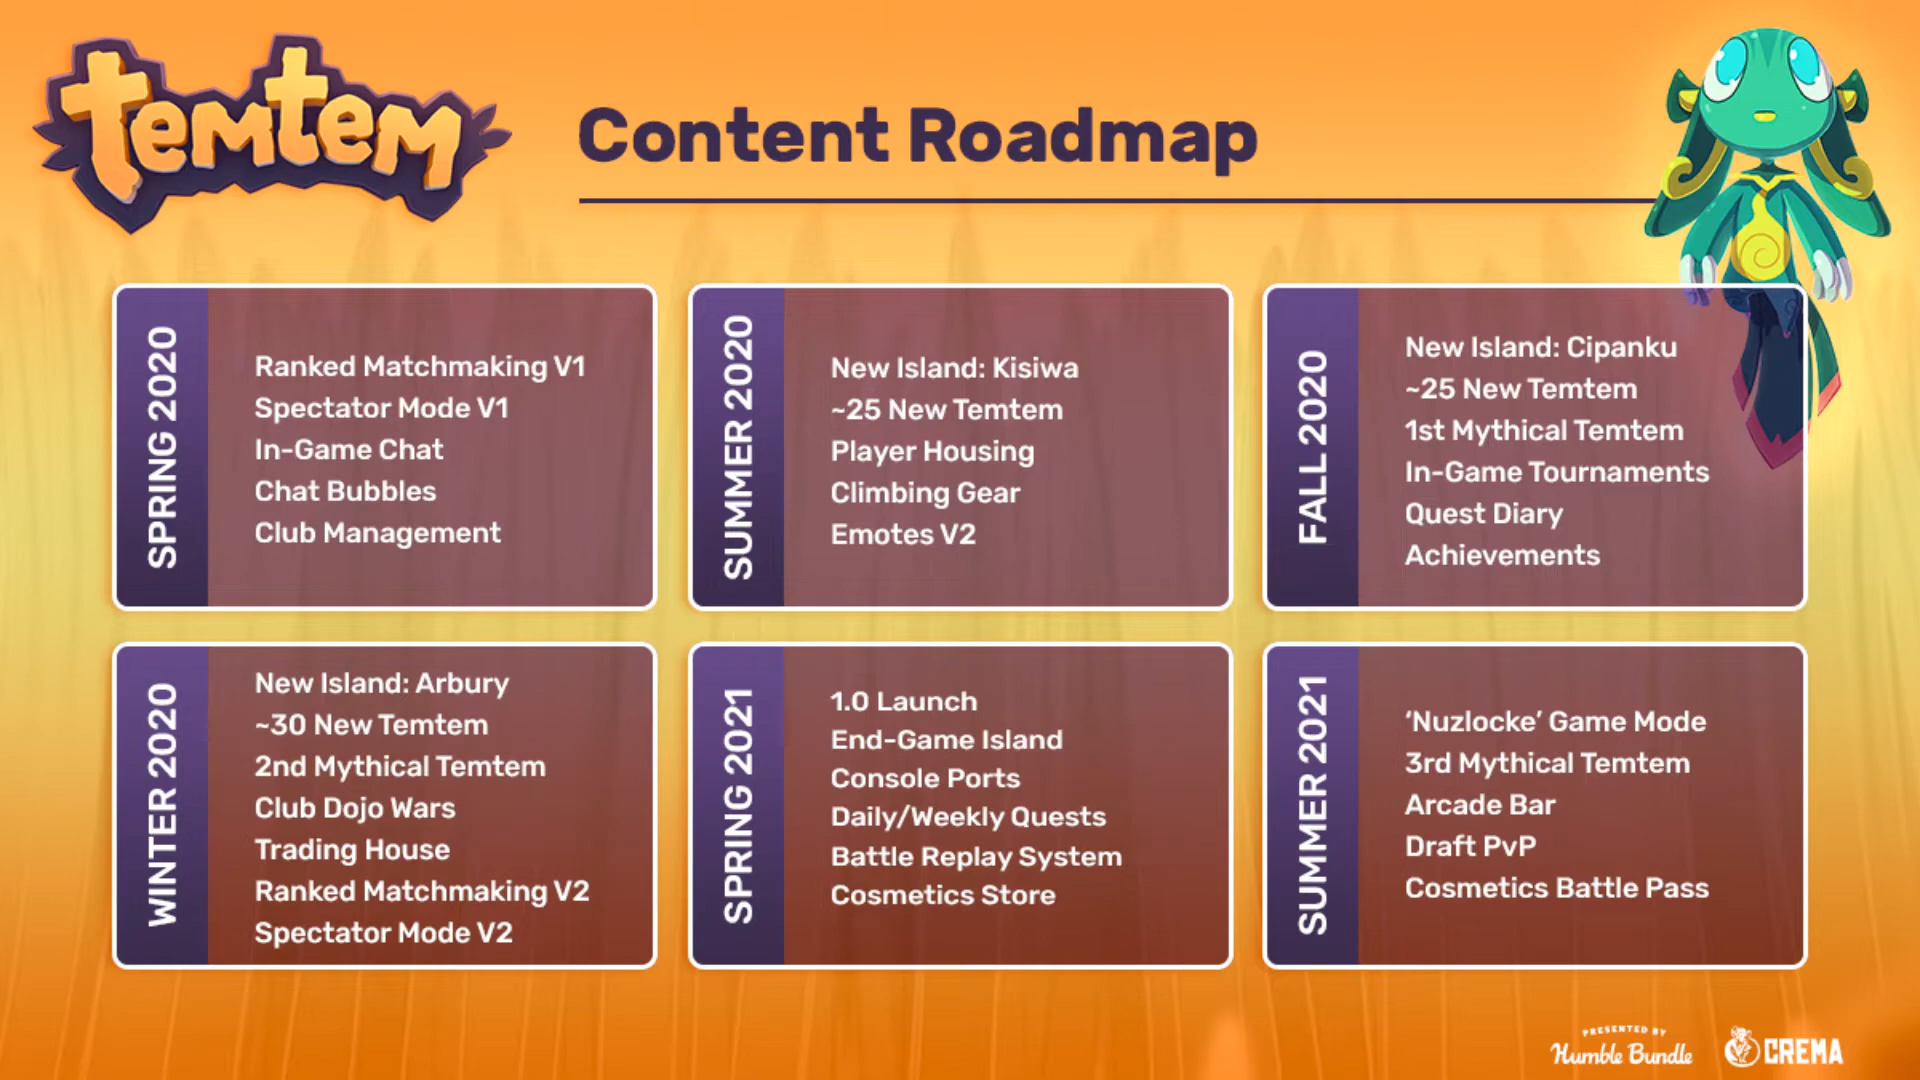 temtem
Content Roadmap
SPRING 2020
Ranked Matchmaking V1
Spectator Mode V1
In-Game Chat
Chat Bubbles
Club Management
SUMMER 2020
New Island: Kisiwa
~25 New Temtem
Player Housing
Climbing Gear
Emotes V2
FALL 2020
New Island: Cipanku
~25 New Temtem
1st Mythical Temtem
In-Game Tournaments
Quest Diary
Achievements
WINTER 2020
New Island: Arbury
~30 New Temtem
2nd Mythical Temtem
Club Dojo Wars
Trading House
Ranked Matchmaking V2
Spectator Mode V2
SPRING 2021
1.0 Launch
End-Game Island
Console Ports
Daily/Weekly Quests
Battle Replay System
Cosmetics Store
SUMMER 2021
‘Nuzlocke’ Game Mode
3rd Mythical Temtem
Arcade Bar
Draft PvP
Cosmetics Battle Pass
PRESENTED BY
Humble Bundle
CREMA